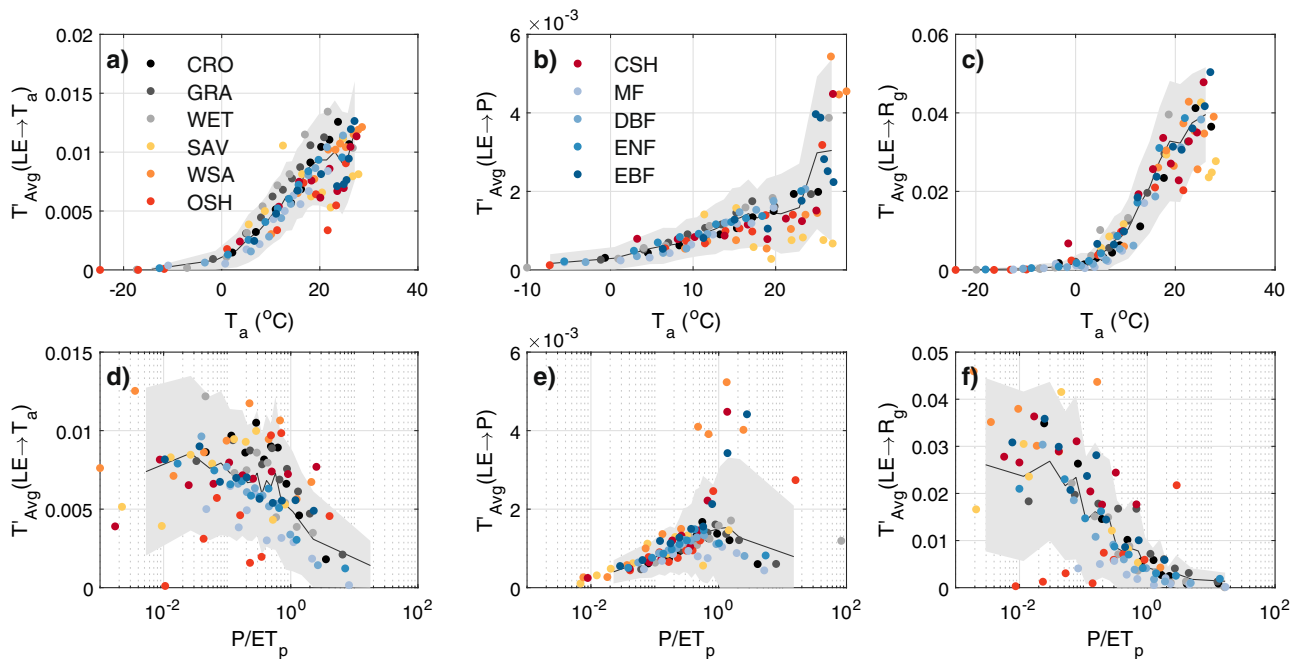 a)
T'Avg(LE→Ta)
0.02
0.015
0.01
0.005
0
CRO
GRA
WET
SAV
WSA
OSH
-20
0
20
40
Ta (°C)
b)
T'Avg(LE→P)
6 ×10-3
4
2
0
CSH
MF
DBF
ENF
EBF
-10
0
10
20
Ta (°C)
c)
T'Avg(LE→Rg)
0.06
0.04
0.02
0
-20
0
20
40
Ta (°C)
d)
T'Avg(LE→Ta)
0.015
0.01
0.005
0
10-2
100
102
P/ETp
e)
T'Avg(LE→P)
6 ×10-3
4
2
0
10-2
100
102
P/ETp
f)
T'Avg(LE→Rg)
0.05
0.04
0.03
0.02
0.01
0
10-2
100
102
P/ETp